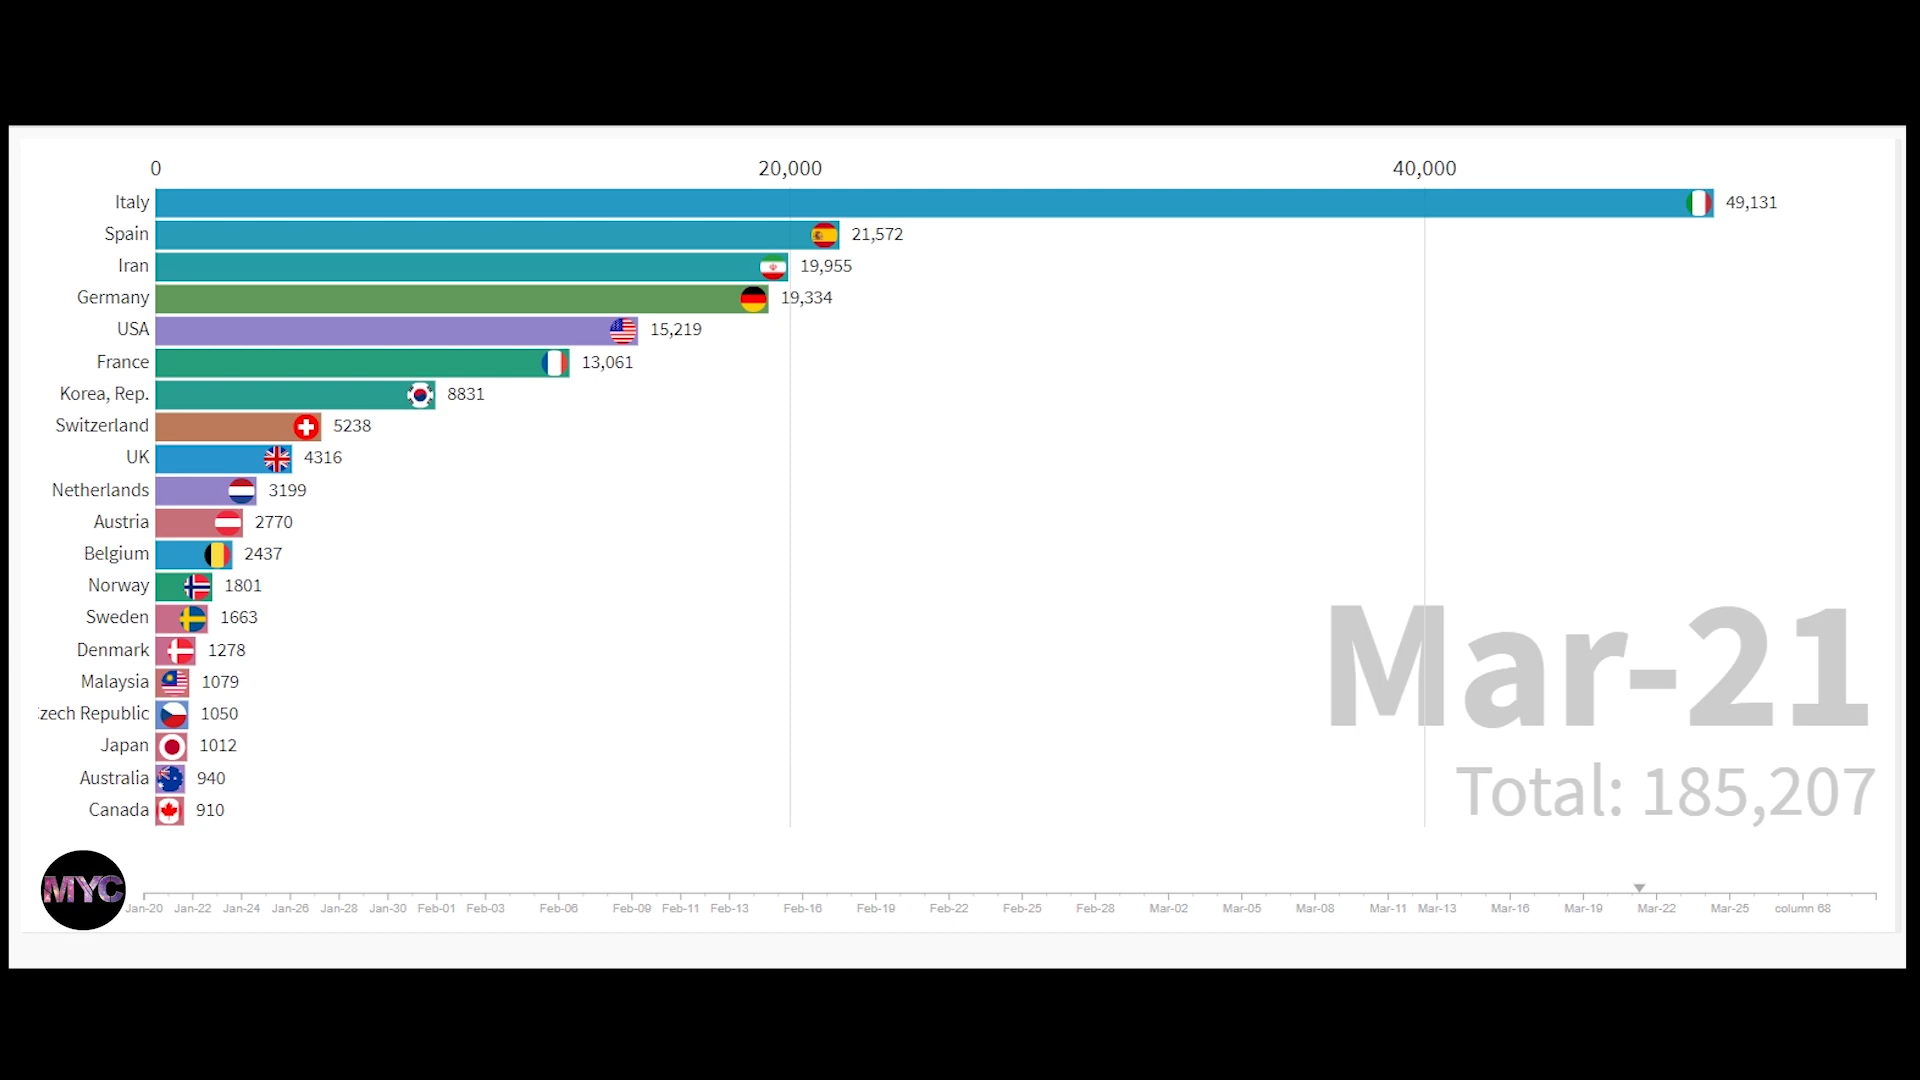 0 20,000 40,000
Italy 49,131
Spain 21,572
Iran 19,955
Germany 19,334
USA 15,219
France 13,061
Korea, Rep. 8831
Switzerland 5238
UK 4316
Netherlands 3199
Austria 2770
Belgium 2437
Norway 1801
Sweden 1663
Denmark 1278
Malaysia 1079
zech Republic 1050
Japan 1012
Australia 940
Canada 910
Mar-21
Total: 185,207
MYC
Jan-20 Jan-22 Jan-24 Jan-26 Jan-28 Jan-30 Feb-01 Feb-03 Feb-06 Feb-09 Feb-11 Feb-13 Feb-16 Feb-19 Feb-22 Feb-25 Feb-28 Mar-02 Mar-05 Mar-08 Mar-11 Mar-13 Mar-16 Mar-19 Mar-22 Mar-25 column 68